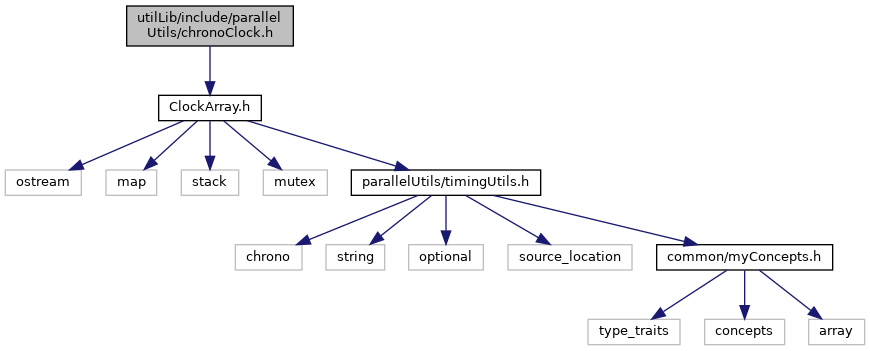 utilLib/include/parallel
Utils/chronoClock.h
ClockArray.h
ostream
map
stack
mutex
parallelUtils/timingUtils.h
chrono
string
optional
source_location
common/myConcepts.h
type_traits
concepts
array